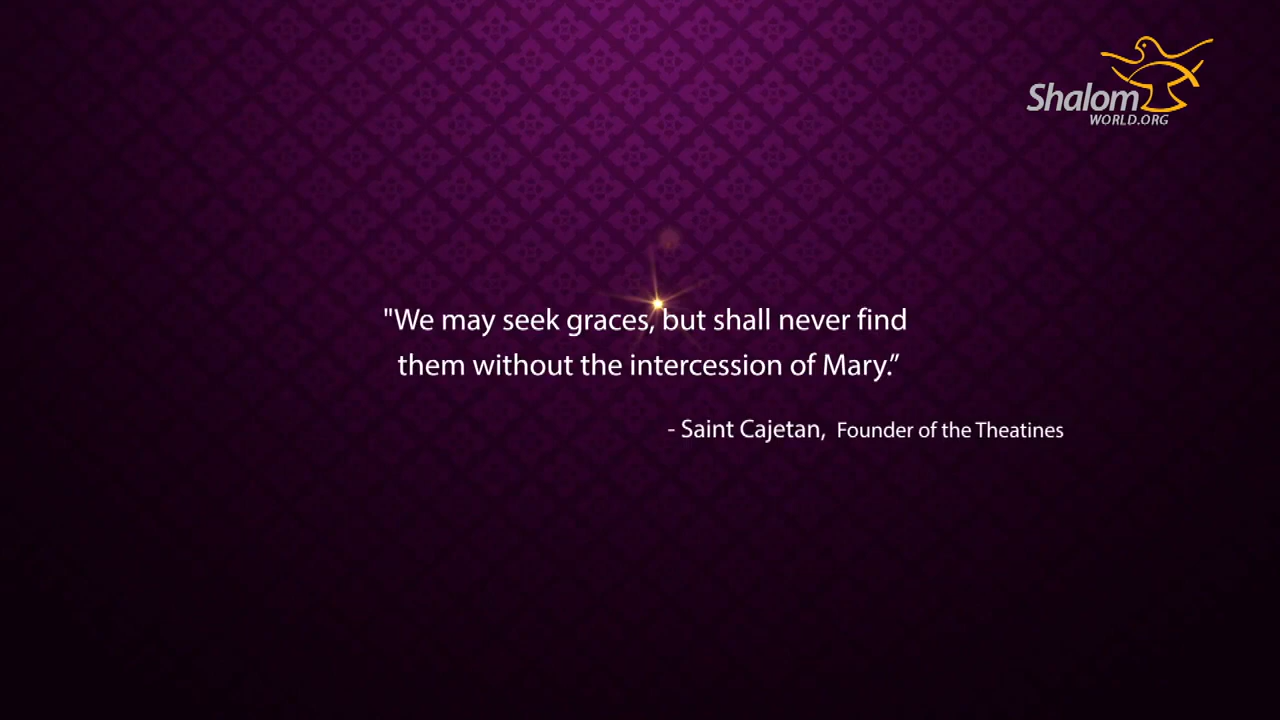 Shalom
WORLD.ORG
"We may seek graces, but shall never find
them without the intercession of Mary.”
- Saint Cajetan, Founder of the Theatines